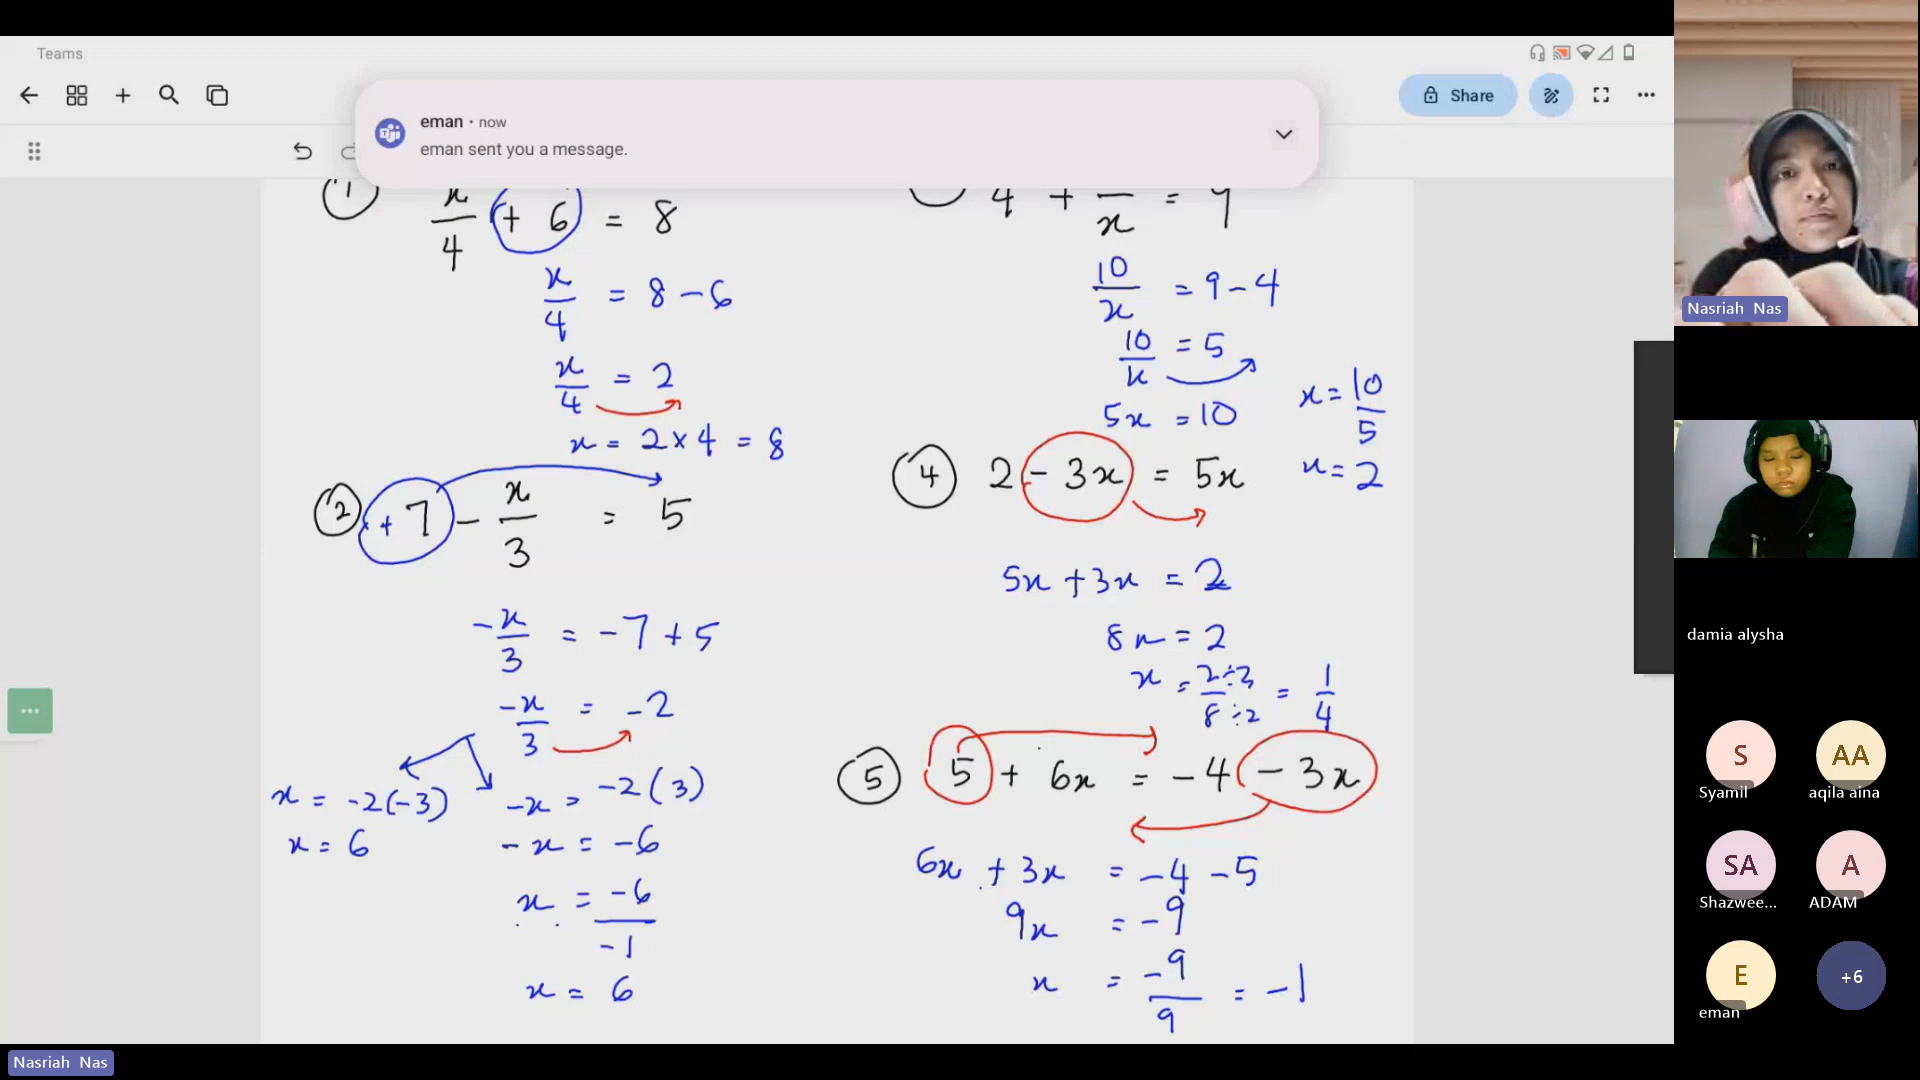 Teams
Share
eman • now
eman sent you a message.
1
x/4 + 6 = 8
x/4 = 8 - 6
x/4 = 2
x = 2 × 4 = 8
2
+ 7 - x/3 = 5
-x/3 = -7 + 5
-x/3 = -2
x = -2(-3)
x = 6
-x = -2(3)
-x = -6
x = -6/-1
x = 6
4 + /x = 9
10/x = 9 - 4
10/x = 5
5x = 10
x = 10/5
x = 2
4
2 - 3x = 5x
5x + 3x = 2
8x = 2
x = 2÷2/8÷2 = 1/4
5
5 + 6x = -4 - 3x
6x + 3x = -4 - 5
9x = -9
x = -9/9 = -1
Nasriah Nas
damia alysha
S
Syamil
AA
aqila aina
SA
Shazwee...
A
ADAM
E
eman
+6
Nasriah Nas